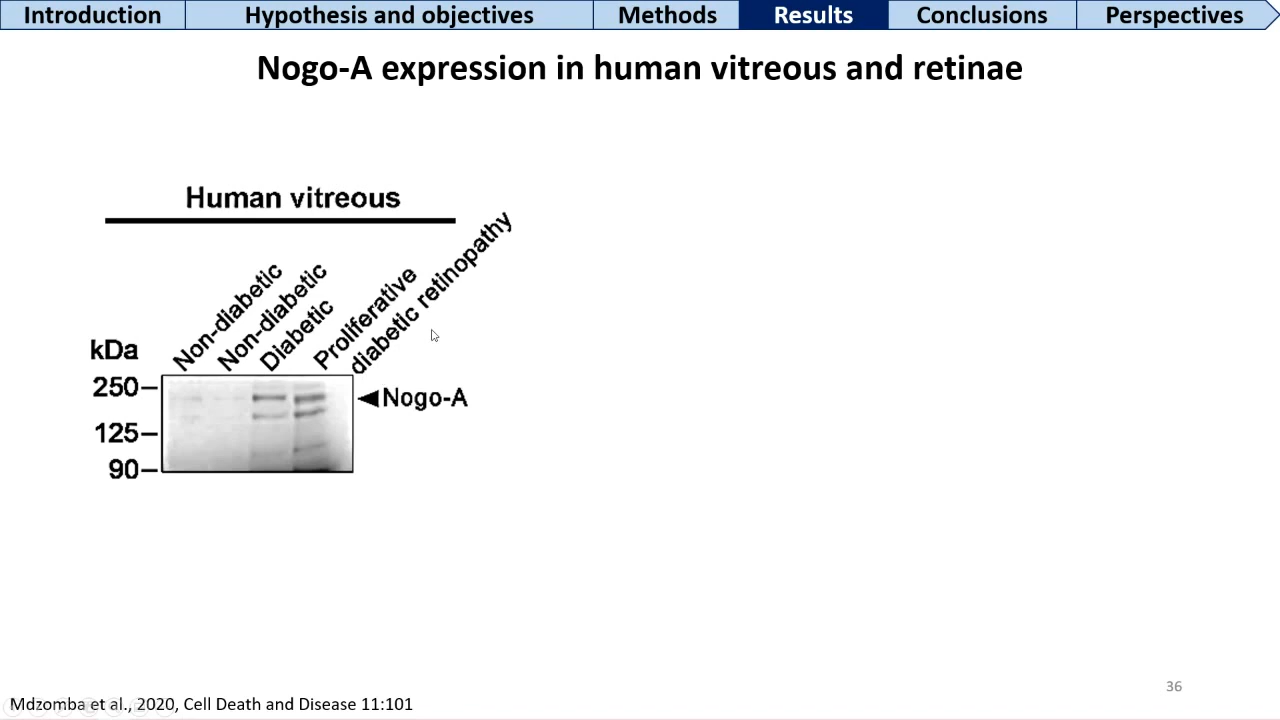 Introduction
Hypothesis and objectives
Methods
Results
Conclusions
Perspectives
Nogo-A expression in human vitreous and retinae
Human vitreous
Non-diabetic
Non-diabetic
Diabetic
Proliferative
diabetic retinopathy
kDa
250
Nogo-A
125
90
36
Mdzomba et al., 2020, Cell Death and Disease 11:101